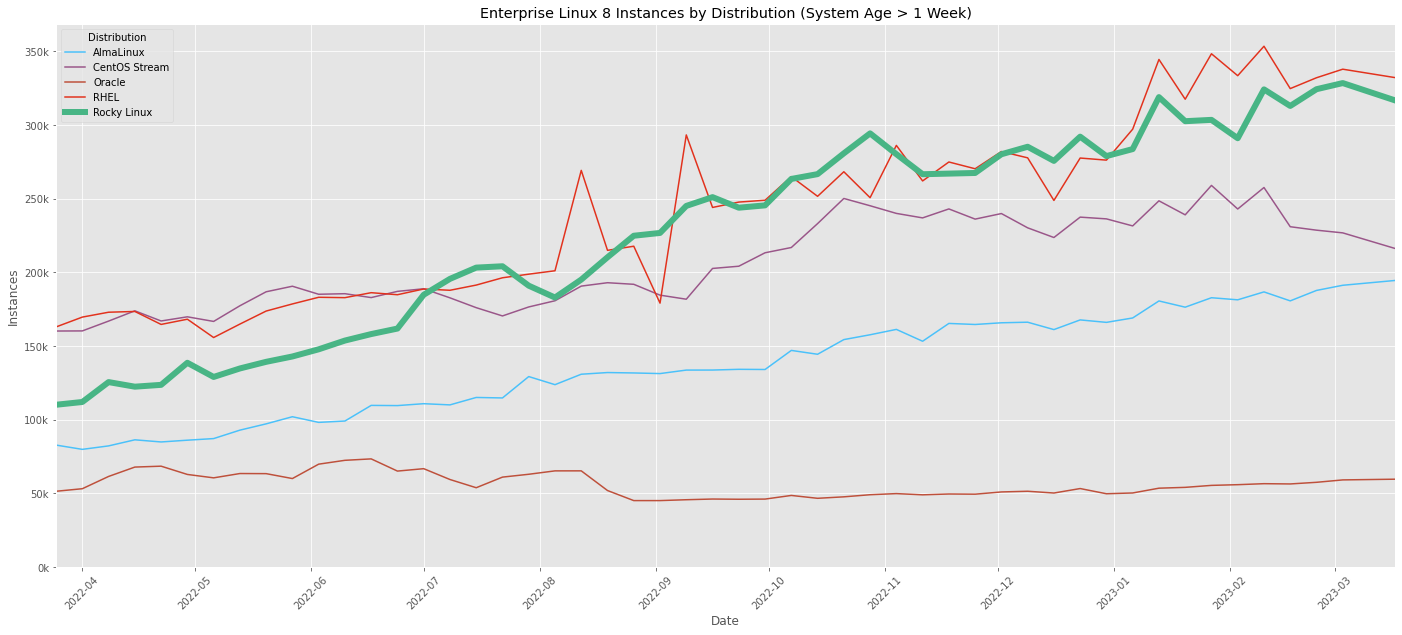 Enterprise Linux 8 Instances by Distribution (System Age > 1 Week)
Distribution
AlmaLinux
CentOS Stream
Oracle
RHEL
Rocky Linux
350k
300k
250k
200k
150k
100k
50k
0k
Instances
2022-04
2022-05
2022-06
2022-07
2022-08
2022-09
2022-10
2022-11
2022-12
2023-01
2023-02
2023-03
Date